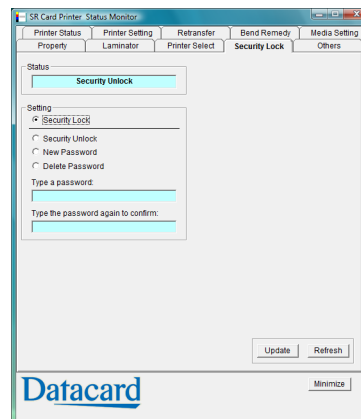 SR Card Printer Status Monitor
Printer Status Printer Setting Retransfer Bend Remedy Media Setting
Property Laminator Printer Select Security Lock Others
Status
Security Unlock
Setting
Security Lock
Security Unlock
New Password
Delete Password
Type a password:
Type the password again to confirm:
Update Refresh
Datacard
Minimize